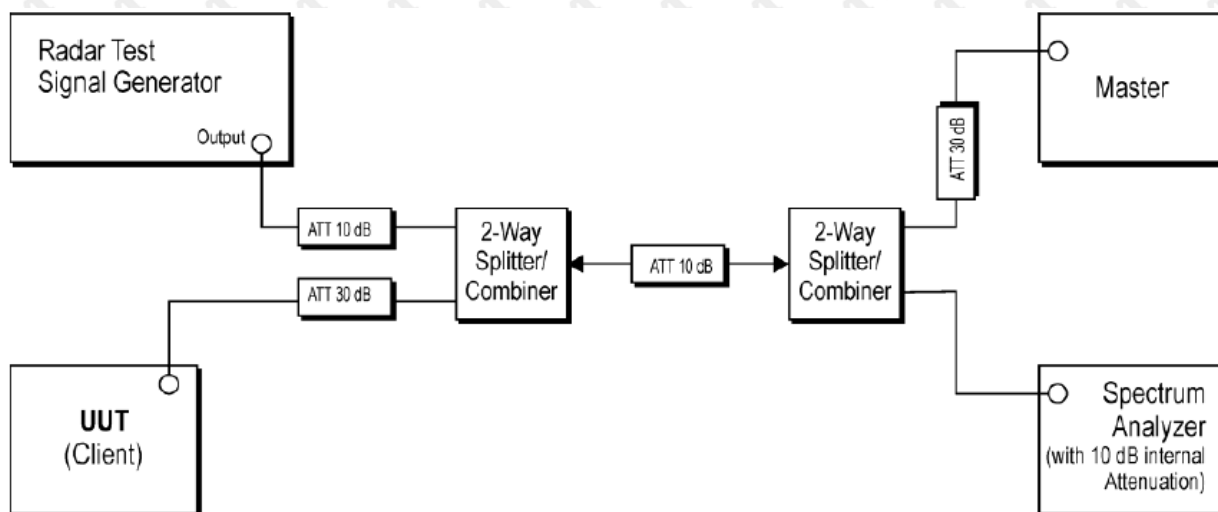 Radar Test
Signal Generator
Output
ATT 10 dB
ATT 30 dB
UUT
(Client)
2-Way
Splitter/
Combiner
ATT 10 dB
2-Way
Splitter/
Combiner
ATT 30 dB
Master
Spectrum
Analyzer
(with 10 dB internal
Attenuation)